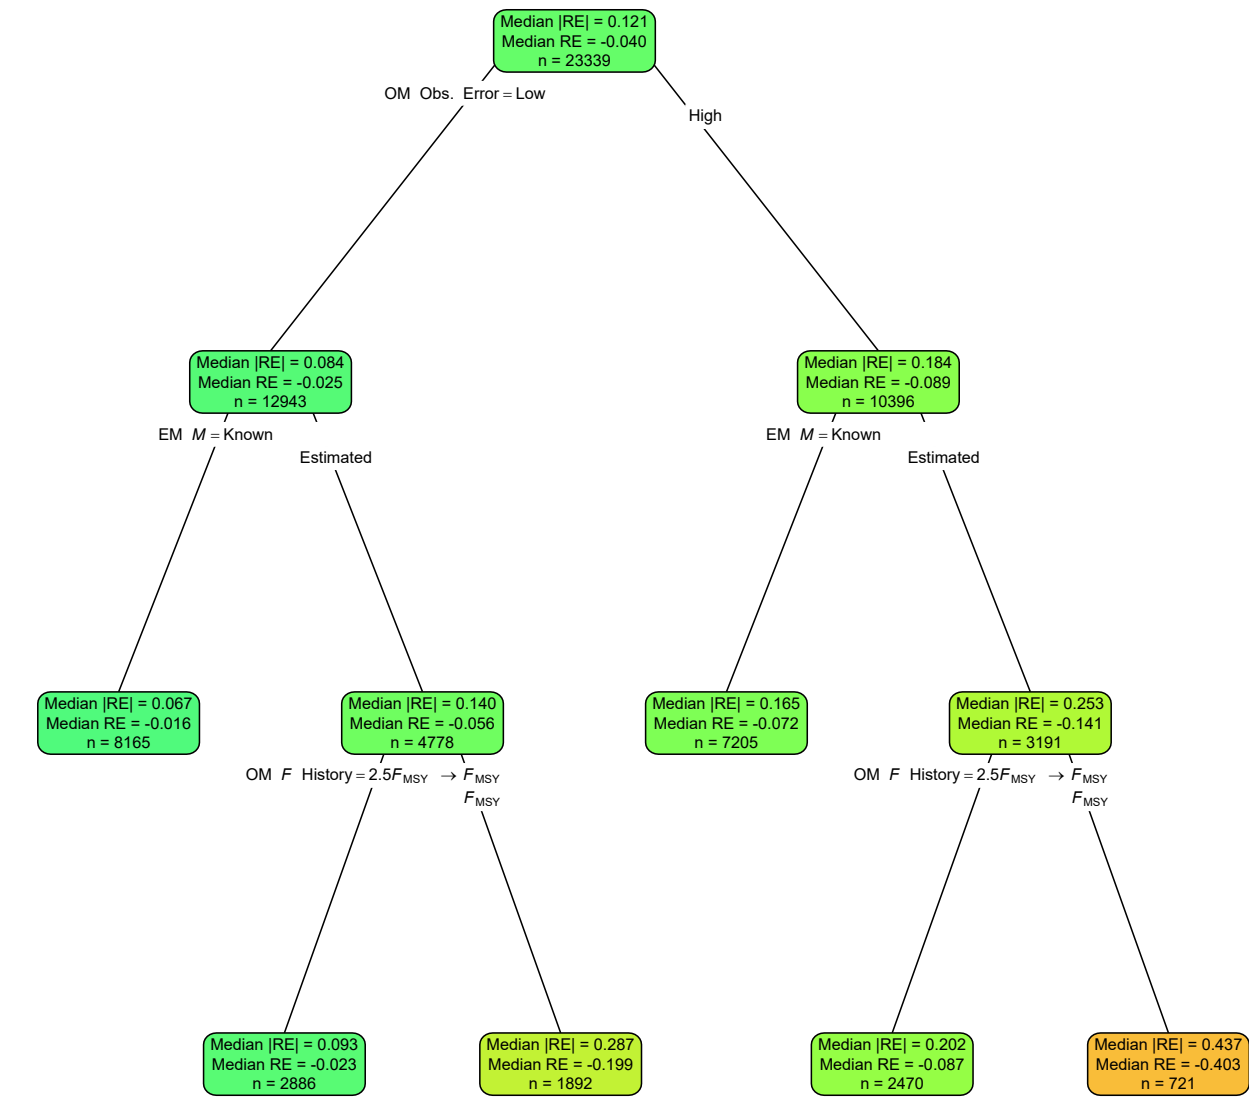 Median |RE| = 0.121
Median RE = -0.040
n = 23339
OM Obs. Error = Low
High
Median |RE| = 0.084
Median RE = -0.025
n = 12943
Median |RE| = 0.184
Median RE = -0.089
n = 10396
EM M = Known
Estimated
EM M = Known
Estimated
Median |RE| = 0.067
Median RE = -0.016
n = 8165
Median |RE| = 0.140
Median RE = -0.056
n = 4778
Median |RE| = 0.165
Median RE = -0.072
n = 7205
Median |RE| = 0.253
Median RE = -0.141
n = 3191
OM F History = 2.5FMSY → FMSY
FMSY
OM F History = 2.5FMSY → FMSY
FMSY
Median |RE| = 0.093
Median RE = -0.023
n = 2886
Median |RE| = 0.287
Median RE = -0.199
n = 1892
Median |RE| = 0.202
Median RE = -0.087
n = 2470
Median |RE| = 0.437
Median RE = -0.403
n = 721